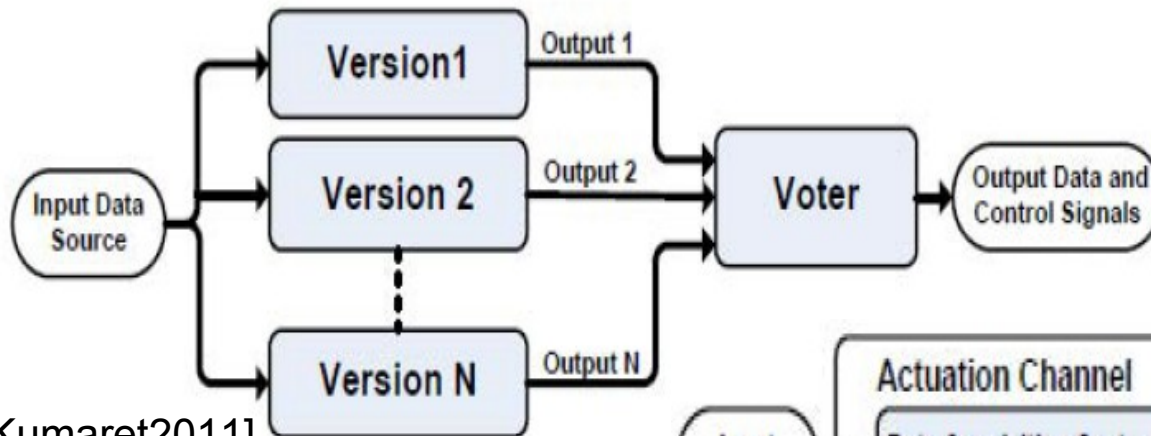 Version1
Output 1
Version 2
Output 2
Input Data
Source
Voter
Output Data and
Control Signals
Version N
Output N
Kumaret2011]
Actuation Channel